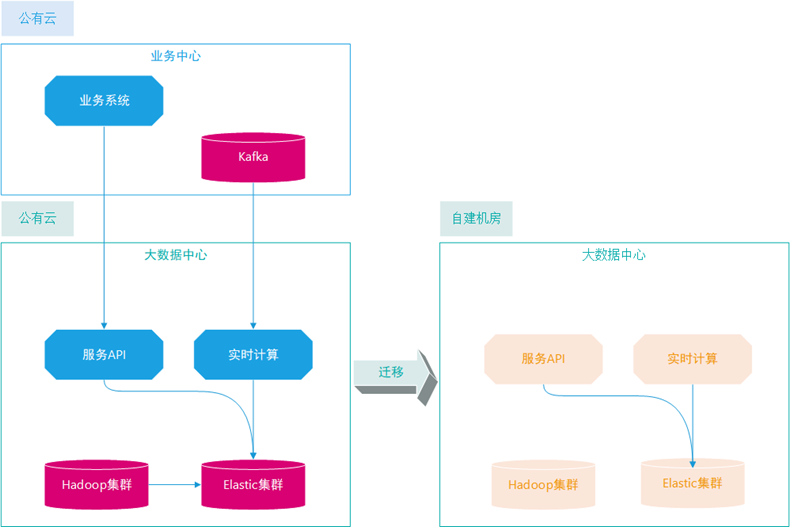 公有云
业务中心
业务系统
Kafka
公有云
大数据中心
服务API
实时计算
Hadoop集群
Elastic集群
迁移
自建机房
大数据中心
服务API
实时计算
Hadoop集群
Elastic集群